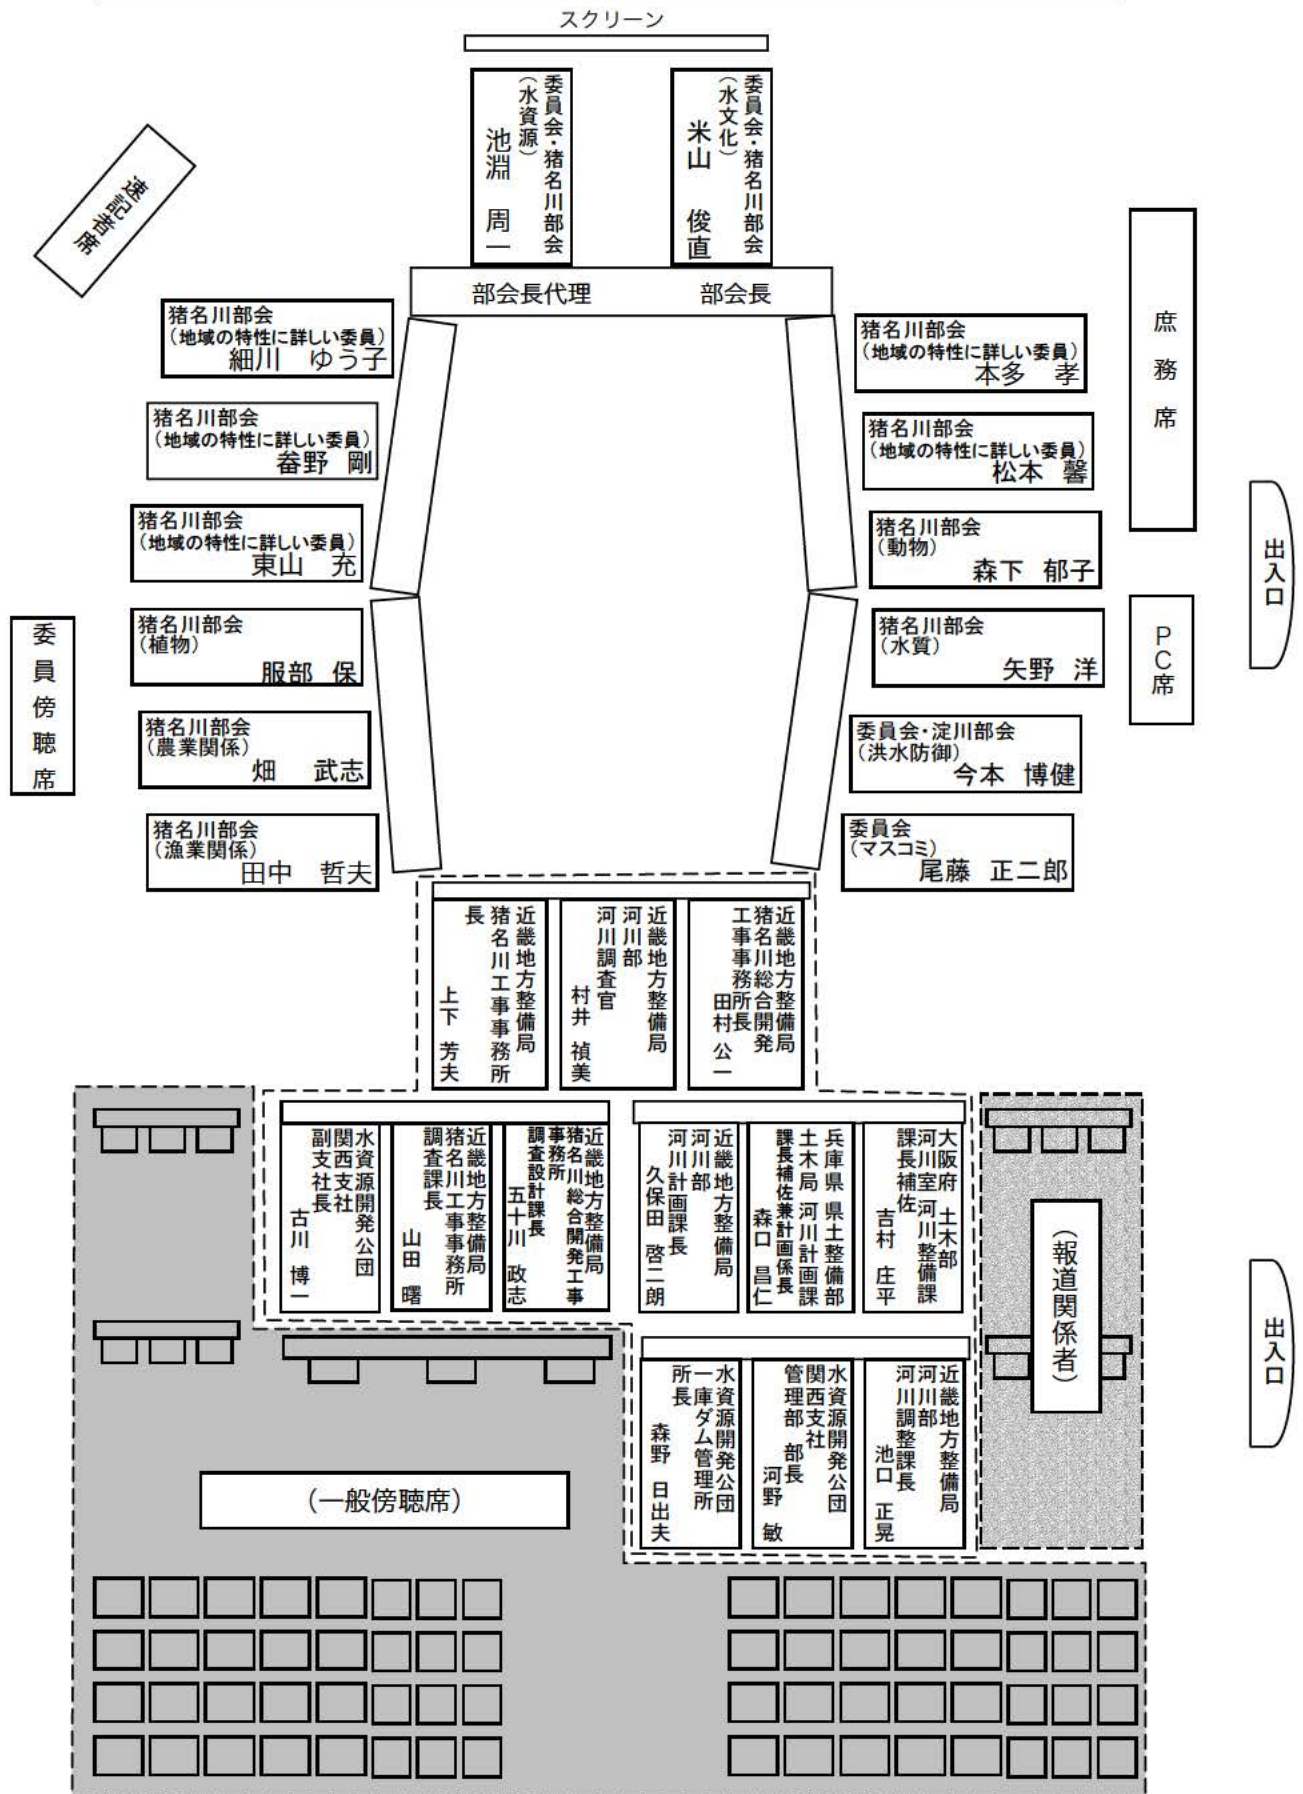 スクリーン
委員会・猪名川部会
（水資源）
池淵 周一
委員会・猪名川部会
（水文化）
米山 俊直
速記者席
部会長代理
部会長
庶務席
猪名川部会
（地域の特性に詳しい委員）
細川 ゆう子
猪名川部会
（地域の特性に詳しい委員）
畚野 剛
猪名川部会
（地域の特性に詳しい委員）
東山 充
猪名川部会
(植物)
服部 保
猪名川部会
（農業関係）
畑 武志
猪名川部会
（漁業関係）
田中 哲夫
猪名川部会
（地域の特性に詳しい委員）
本多 孝
猪名川部会
（地域の特性に詳しい委員）
松本 馨
猪名川部会
（動物）
森下 郁子
猪名川部会
（水質）
矢野 洋
委員会・淀川部会
（洪水防御）
今本 博健
委員会
（マスコミ）
尾藤 正二郎
委員傍聴席
PC席
出入口
近畿地方整備局
猪名川工事事務所
長
上下 芳夫
近畿地方整備局
河川部
河川調査官
村井 禎美
近畿地方整備局
猪名川総合開発
工事事務所長
田村 公一
水資源開発公団
関西支社
副支社長
古川 博一
近畿地方整備局
猪名川工事事務所
調査課長
山田 曙
近畿地方整備局
猪名川総合開発工事
事務所
調査設計課長
五十川 政志
近畿地方整備局
河川部
河川計画課長
久保田 啓二朗
兵庫県 県土整備部
土木局 河川計画課
課長補佐兼計画係長
森口 昌仁
大阪府 土木部
河川室 河川整備課
課長補佐
吉村 庄平
（報道関係者）
出入口
水資源開発公団
一庫ダム管理所
所長
森野 日出夫
水資源開発公団
関西支社
管理部 部長
河野 敏
近畿地方整備局
河川部
河川調整課長
池口 正晃
（一般傍聴席）